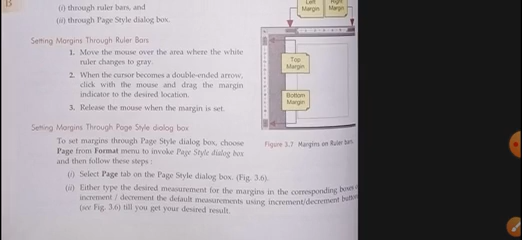 B
(i) through ruler bars, and
(ii) through Page Style dialog box.
Setting Margins Through Ruler Bars
1. Move the mouse over the area where the white
ruler changes to gray.
2. When the cursor becomes a double-ended arrow,
click with the mouse and drag the margin
indicator to the desired location.
3. Release the mouse when the margin is set.
Left
Margin
Right
Margin
Top
Margin
Bottom
Margin
Figure 3.7 Margins on Ruler bars
Setting Margins Through Page Style dialog box
To set margins through Page Style dialog box, choose
Page from Format menu to invoke Page Style dialog box
and then follow these steps :
(i) Select Page tab on the Page Style dialog box. (Fig. 3.6).
(ii) Either type the desired measurement for the margins in the corresponding boxes
increment / decrement the default measurements using increment/decrement
(see Fig. 3.6) till you get your desired result.